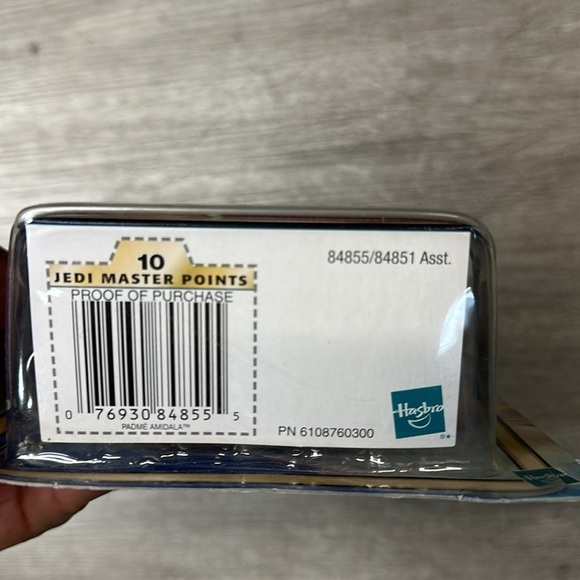 10
JEDI MASTER POINTS
PROOF OF PURCHASE
0 76930 84855 5
PADMÉ AMIDALA™
84855/84851 Asst.
Hasbro
®*
PN 6108760300
Hasbro